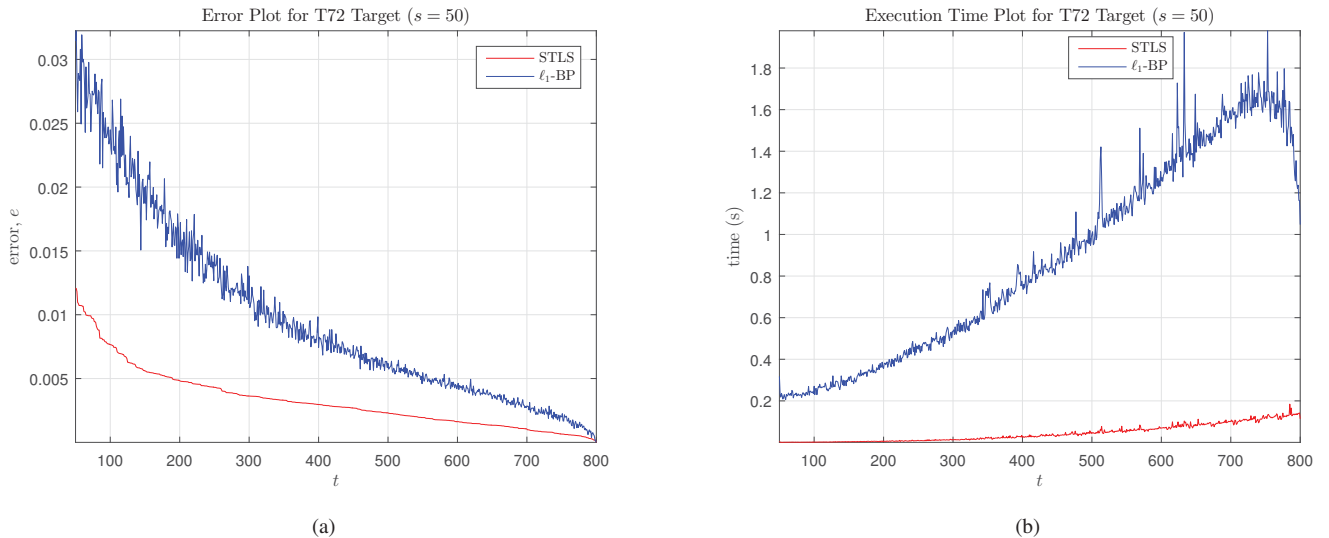 Error Plot for T72 Target (s = 50)
STLS
ℓ₁-BP
0.03
0.025
0.02
0.015
0.01
0.005
error, e
100 200 300 400 500 600 700 800
t
(a)
Execution Time Plot for T72 Target (s = 50)
STLS
ℓ₁-BP
1.8
1.6
1.4
1.2
1
0.8
0.6
0.4
0.2
time (s)
100 200 300 400 500 600 700 800
t
(b)